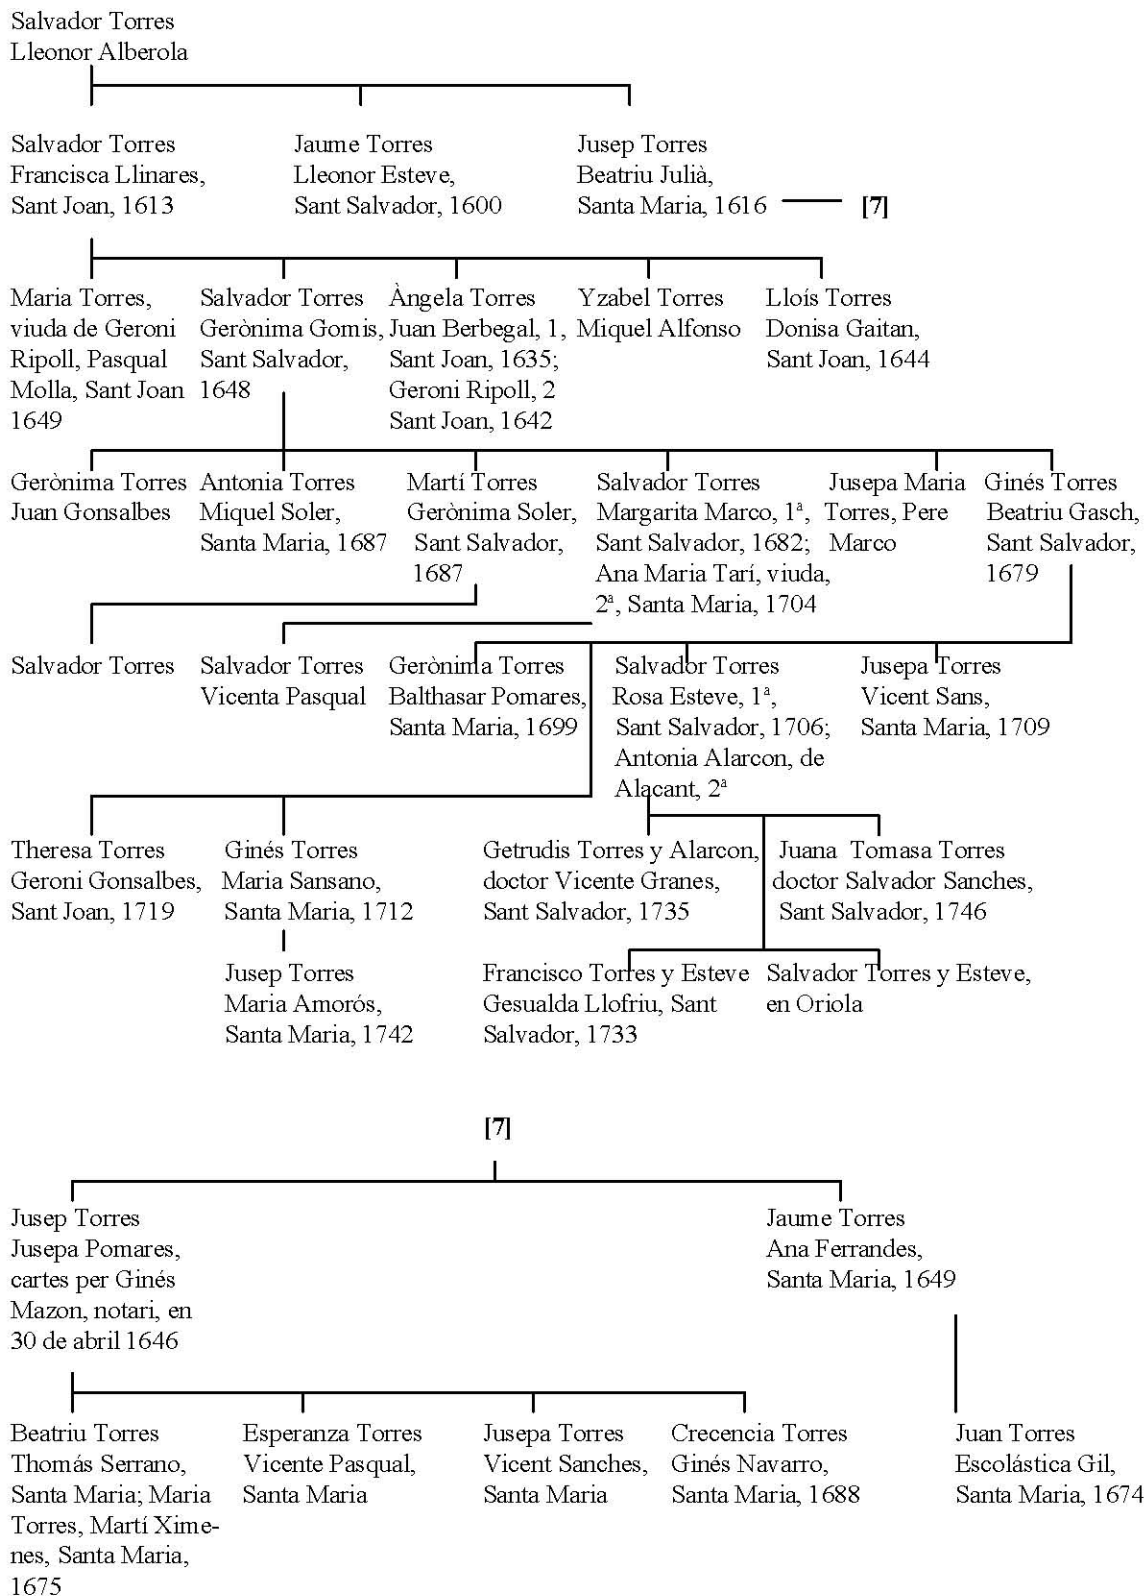 Salvador Torres
Lleonor Alberola
Salvador Torres
Francisca Llinares,
Sant Joan, 1613
Jaume Torres
Lleonor Esteve,
Sant Salvador, 1600
Jusep Torres
Beatriu Julià,
Santa Maria, 1616
[7]
Maria Torres,
viuda de Geroni
Ripoll, Pasqual
Molla, Sant Joan
1649
Salvador Torres
Gerònima Gomis,
Sant Salvador,
1648
Àngela Torres
Juan Berbegal, 1,
Sant Joan, 1635;
Geroni Ripoll, 2
Sant Joan, 1642
Yzabel Torres
Miquel Alfonso
Lloís Torres
Donisa Gaitan,
Sant Joan, 1644
Gerònima Torres
Juan Gonsalbes
Antonia Torres
Miquel Soler,
Santa Maria, 1687
Martí Torres
Gerònima Soler,
Sant Salvador,
1687
Salvador Torres
Margarita Marco, 1ª,
Sant Salvador, 1682;
Ana Maria Tarí, viuda,
2ª, Santa Maria, 1704
Jusepa Maria
Torres, Pere
Marco
Ginés Torres
Beatriu Gasch,
Sant Salvador,
1679
Salvador Torres
Salvador Torres
Vicenta Pasqual
Gerònima Torres
Balthasar Pomares,
Santa Maria, 1699
Salvador Torres
Rosa Esteve, 1ª,
Sant Salvador, 1706;
Antonia Alarcon, de
Alacant, 2ª
Jusepa Torres
Vicent Sans,
Santa Maria, 1709
Theresa Torres
Geroni Gonsalbes,
Sant Joan, 1719
Ginés Torres
Maria Sansano,
Santa Maria, 1712
Getrudis Torres y Alarcon,
doctor Vicente Granes,
Sant Salvador, 1735
Juana Tomasa Torres
doctor Salvador Sanches,
Sant Salvador, 1746
Jusep Torres
Maria Amorós,
Santa Maria, 1742
Francisco Torres y Esteve
Gesualda Llofriu, Sant
Salvador, 1733
Salvador Torres y Esteve,
en Oriola
[7]
Jusep Torres
Jusepa Pomares,
cartes per Ginés
Mazon, notari, en
30 de abril 1646
Jaume Torres
Ana Ferrandes,
Santa Maria, 1649
Beatriu Torres
Thomás Serrano,
Santa Maria; Maria
Torres, Martí Xime-
nes, Santa Maria,
1675
Esperanza Torres
Vicente Pasqual,
Santa Maria
Jusepa Torres
Vicent Sanches,
Santa Maria
Crecencia Torres
Ginés Navarro,
Santa Maria, 1688
Juan Torres
Escolástica Gil,
Santa Maria, 1674